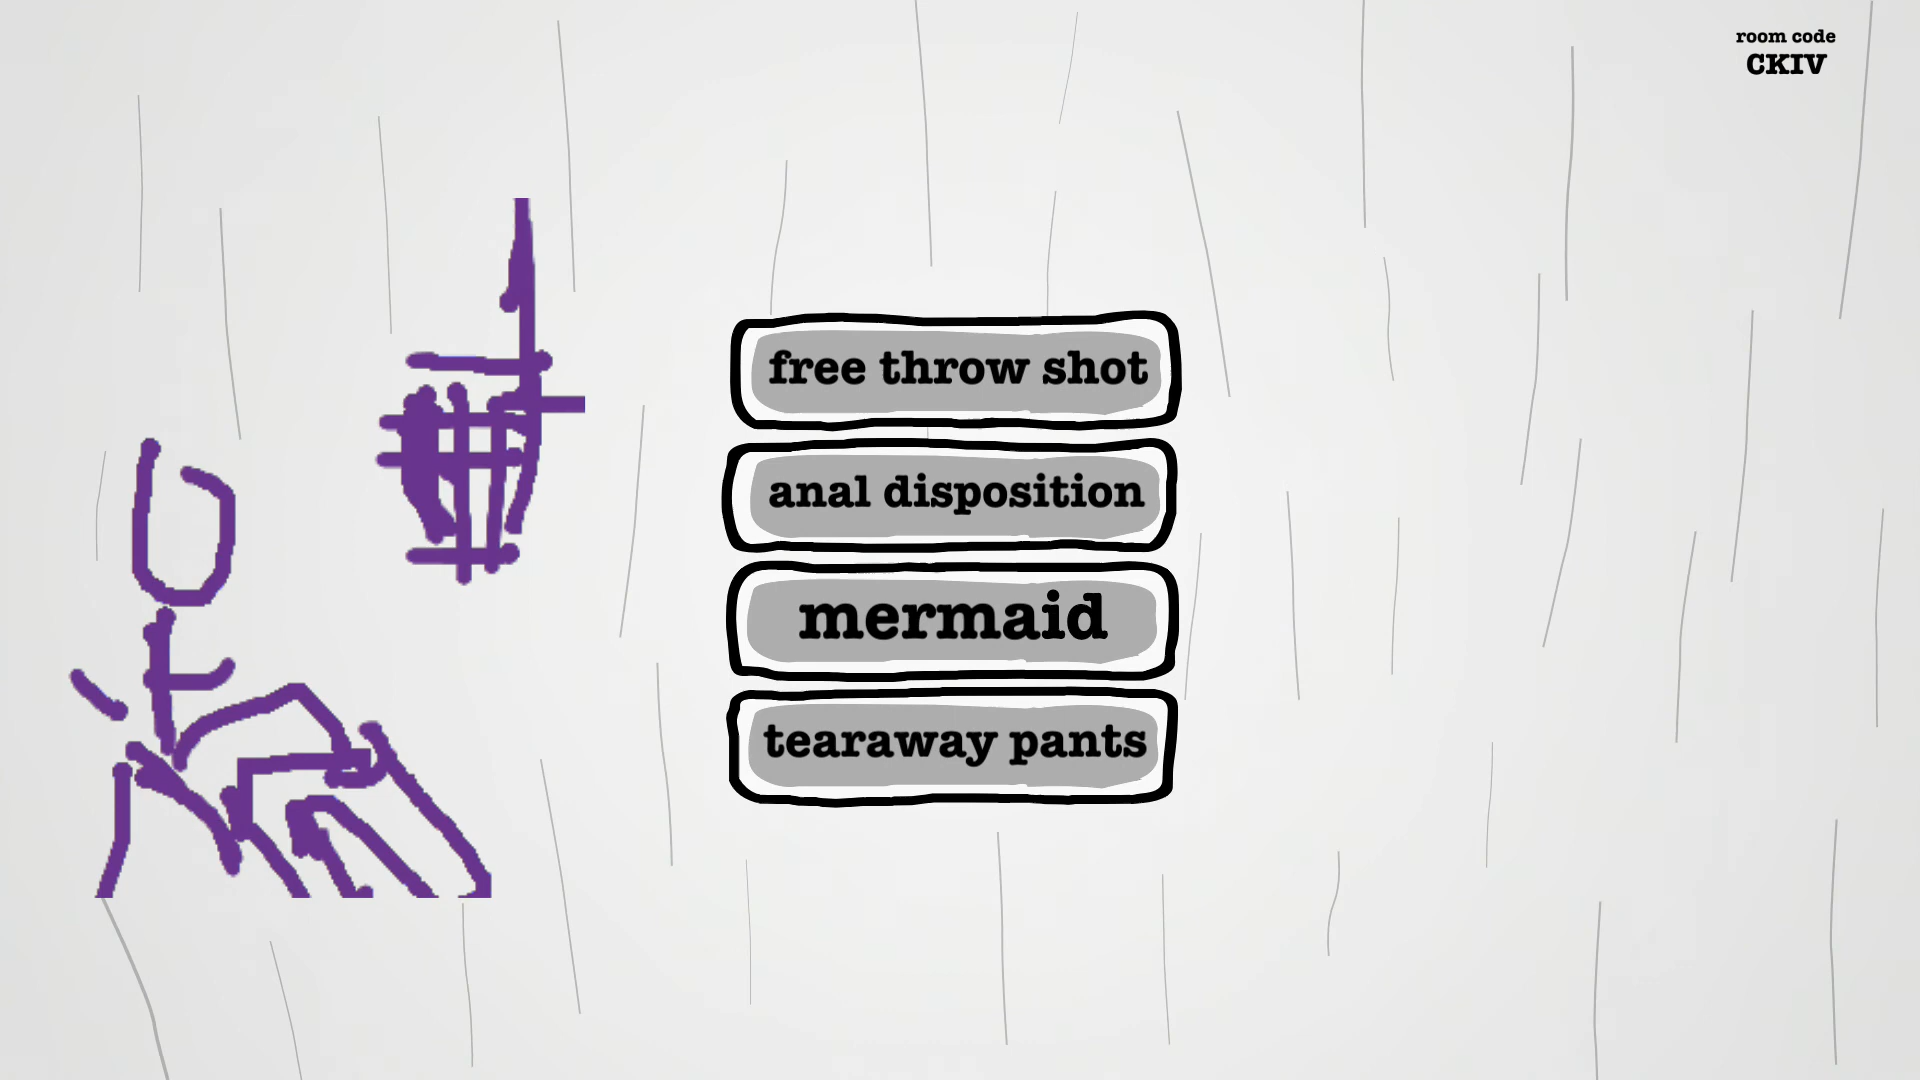 room code
CKIV
free throw shot
anal disposition
mermaid
tearaway pants